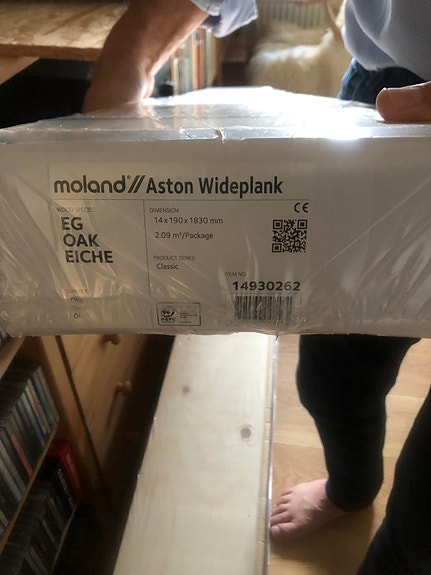 moland// Aston Wideplank
WOOD SPECIES
EG
OAK
EICHE
DIMENSION
14x190x1830 mm
2.09 m²/Package
PRODUCT SERIES
Classic
CE
ITEM NO
14930262